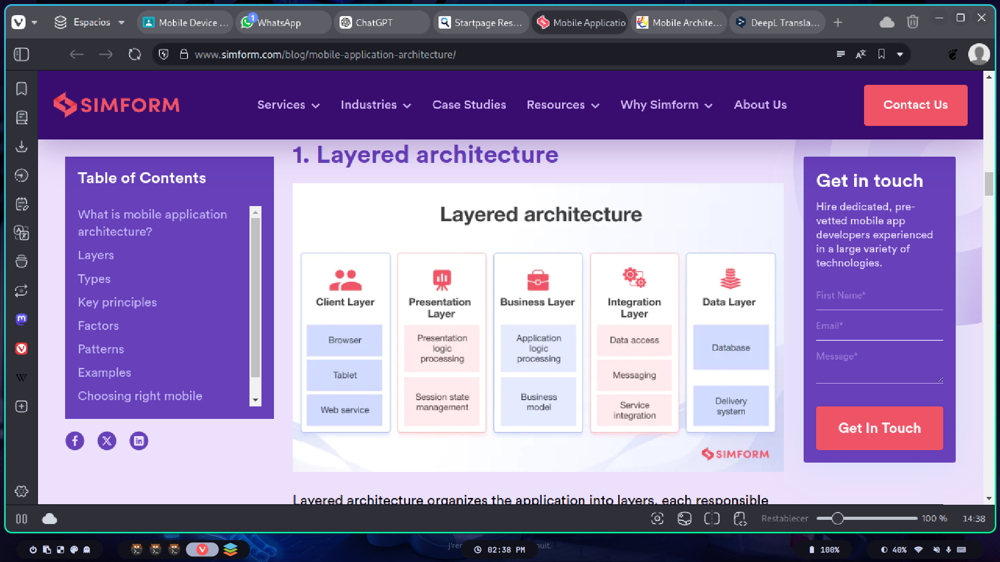 Espacios
Mobile Device ...
1
WhatsApp
ChatGPT
Startpage Res...
Mobile Applicatio
Mobile Archite...
DeepL Transla...
www.simform.com/blog/mobile-application-architecture/
SIMFORM
Services
Industries
Case Studies
Resources
Why Simform
About Us
Contact Us
Table of Contents
What is mobile application
architecture?
Layers
Types
Key principles
Factors
Patterns
Examples
Choosing right mobile
1. Layered architecture
Layered architecture
Client Layer
Browser
Tablet
Web service
Presentation
Layer
Presentation
logic
processing
Session state
management
Business Layer
Application
logic
processing
Business
model
Integration
Layer
Data access
Messaging
Service
integration
Data Layer
Database
Delivery
system
SIMFORM
Layered architecture organizes the application into layers, each responsible
Get in touch
Hire dedicated, pre-
vetted mobile app
developers experienced
in a large variety of
technologies.
First Name*
Email*
Message*
Get In Touch
Restablecer
100 %
14:38
J'rer
02:38 PM
nuit.
100%
40%